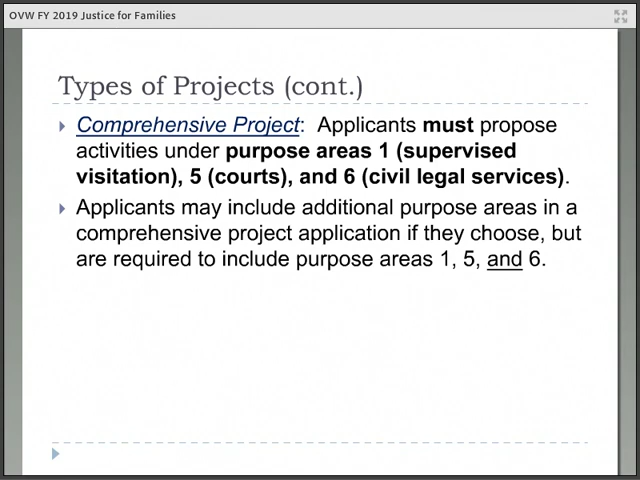 OVW FY 2019 Justice for Families
Types of Projects (cont.)
Comprehensive Project: Applicants must propose
activities under purpose areas 1 (supervised
visitation), 5 (courts), and 6 (civil legal services).
Applicants may include additional purpose areas in a
comprehensive project application if they choose, but
are required to include purpose areas 1, 5, and 6.